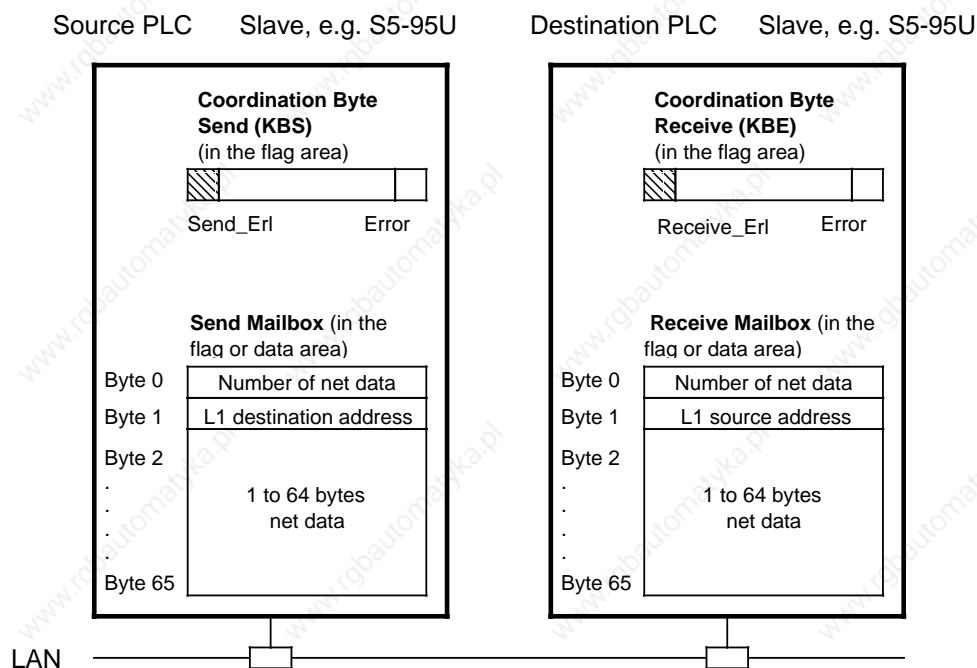 Source PLC Slave, e.g. S5-95U Destination PLC Slave, e.g. S5-95U
Coordination Byte
Send (KBS)
(in the flag area)
Send_Erl Error
Send Mailbox (in the
flag or data area)
Byte 0 Number of net data
Byte 1 L1 destination address
Byte 2
.
.
.
.
1 to 64 bytes
net data
Byte 65
Coordination Byte
Receive (KBE)
(in the flag area)
Receive_Erl Error
Receive Mailbox (in the
flag or data area)
Byte 0 Number of net data
Byte 1 L1 source address
Byte 2
.
.
.
.
1 to 64 bytes
net data
Byte 65
LAN
www.rgbautomatyka.pl